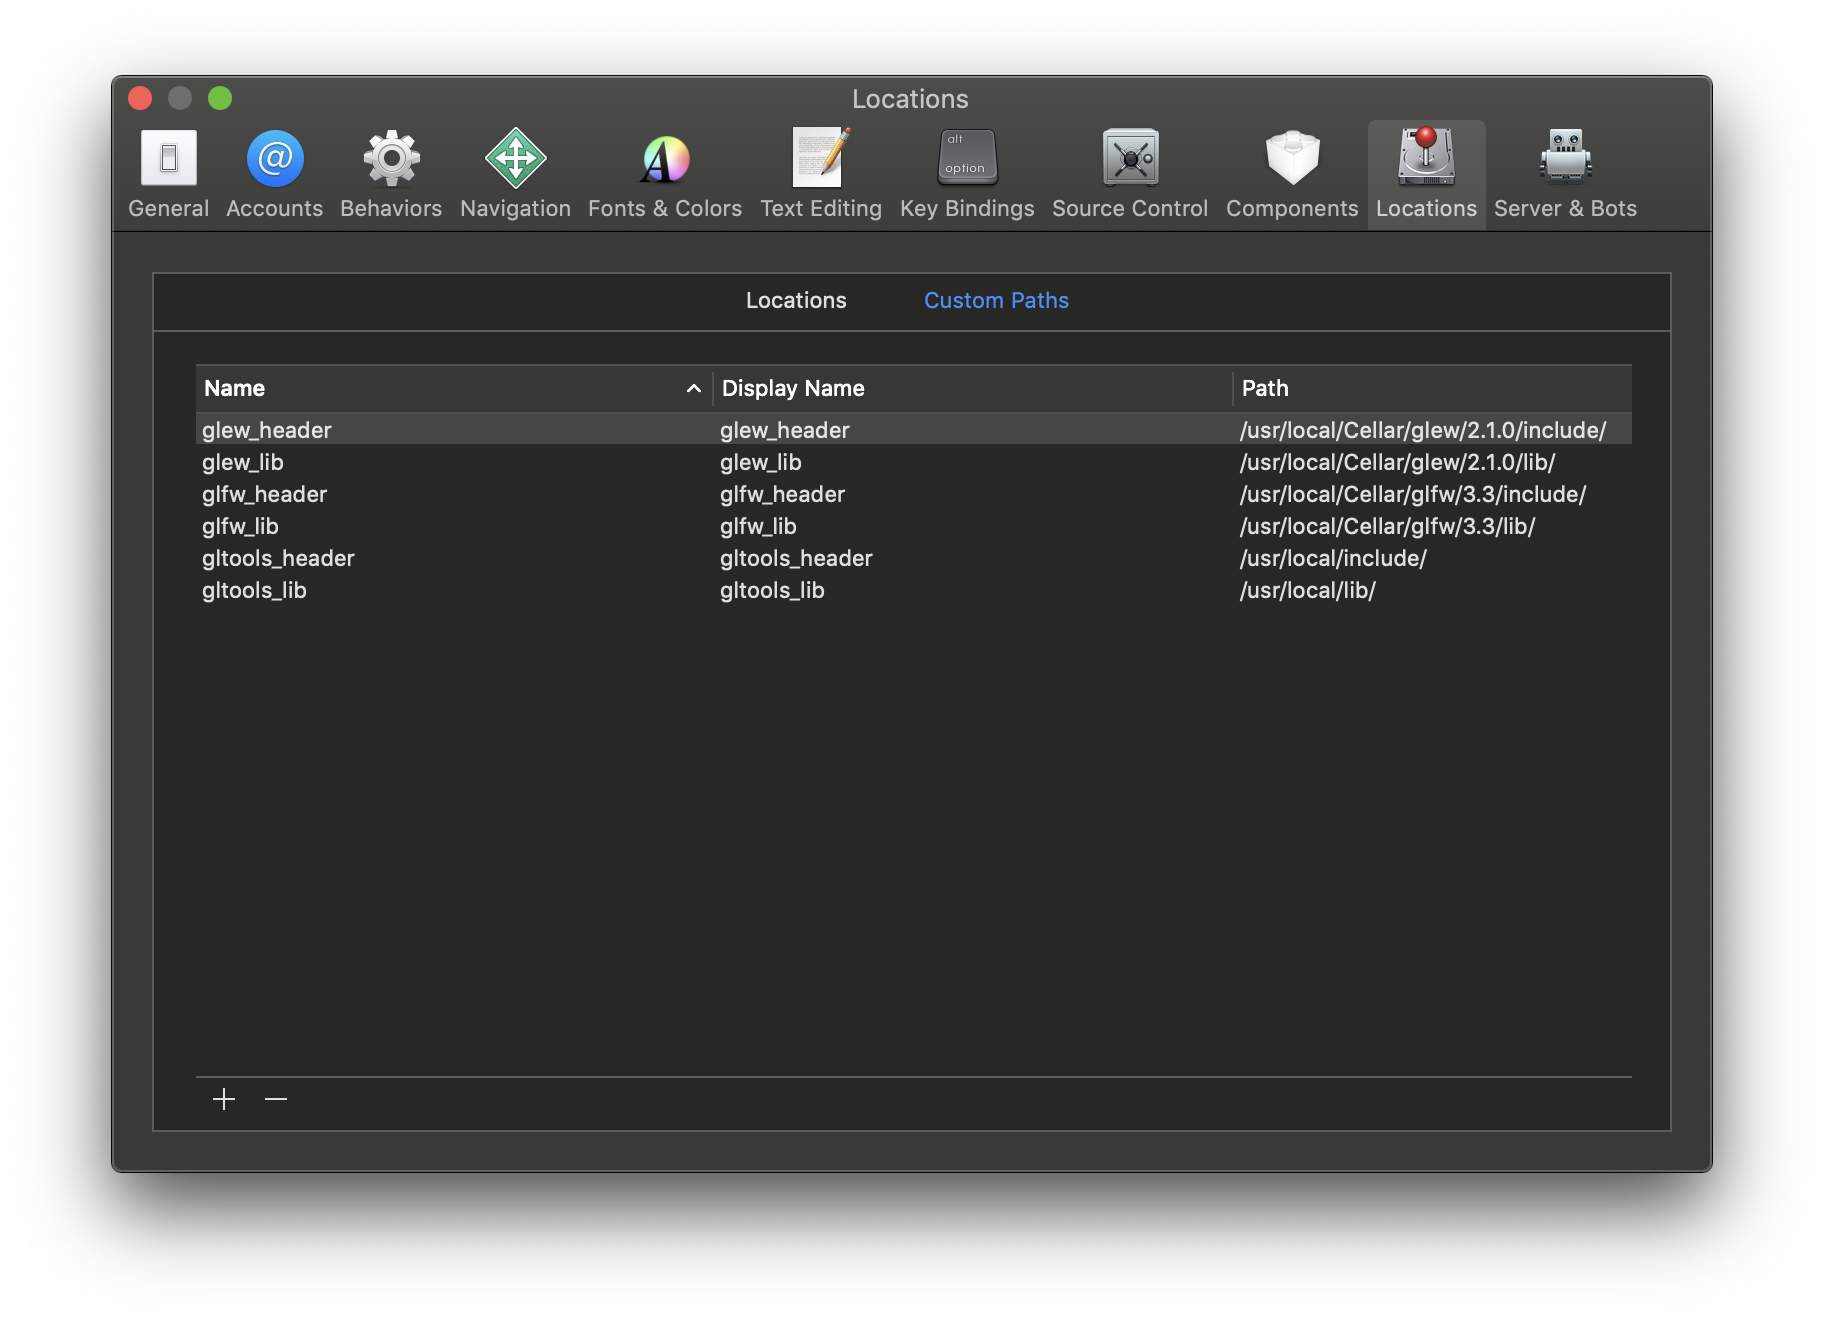 Locations
General Accounts Behaviors Navigation Fonts & Colors Text Editing alt option Key Bindings Source Control Components Locations Server & Bots
Locations Custom Paths
Name Display Name Path
glew_header glew_header /usr/local/Cellar/glew/2.1.0/include/
glew_lib glew_lib /usr/local/Cellar/glew/2.1.0/lib/
glfw_header glfw_header /usr/local/Cellar/glfw/3.3/include/
glfw_lib glfw_lib /usr/local/Cellar/glfw/3.3/lib/
gltools_header gltools_header /usr/local/include/
gltools_lib gltools_lib /usr/local/lib/